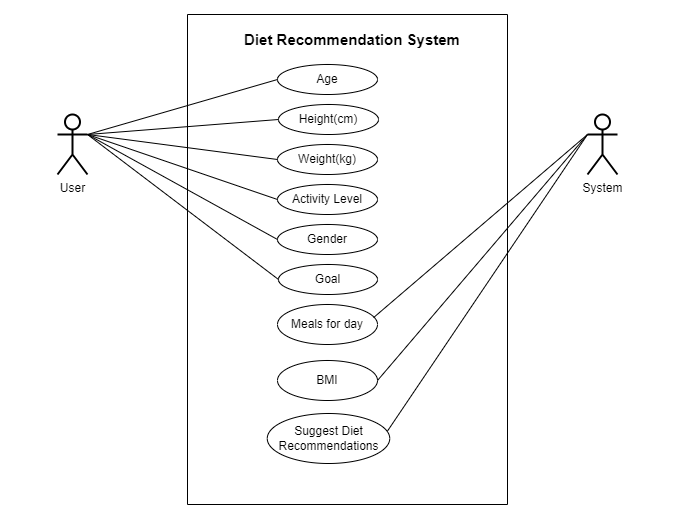 Diet Recommendation System
Age
Height(cm)
Weight(kg)
Activity Level
Gender
Goal
Meals for day
BMI
Suggest Diet
Recommendations
User
System